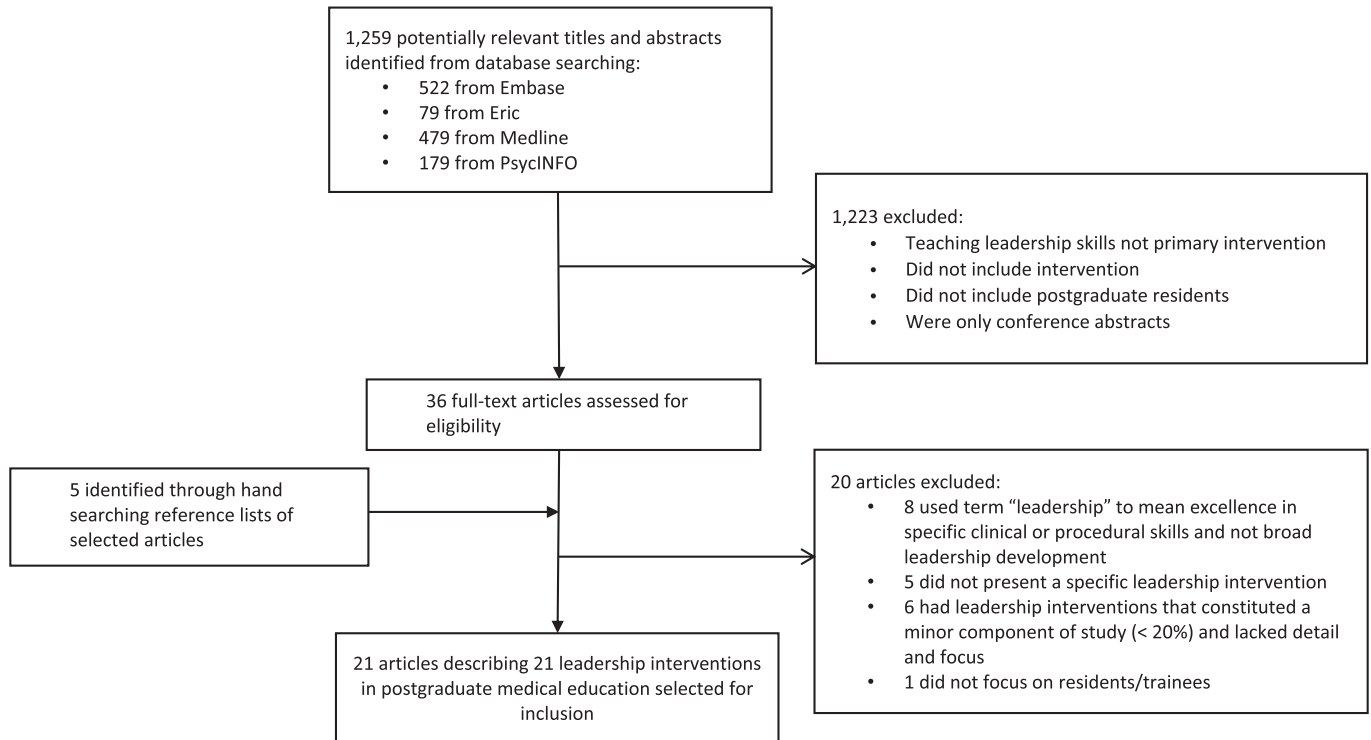 1,259 potentially relevant titles and abstracts
identified from database searching:
• 522 from Embase
• 79 from Eric
• 479 from Medline
• 179 from PsycINFO
1,223 excluded:
• Teaching leadership skills not primary intervention
• Did not include intervention
• Did not include postgraduate residents
• Were only conference abstracts
36 full-text articles assessed for
eligibility
5 identified through hand
searching reference lists of
selected articles
20 articles excluded:
• 8 used term “leadership” to mean excellence in
specific clinical or procedural skills and not broad
leadership development
• 5 did not present a specific leadership intervention
• 6 had leadership interventions that constituted a
minor component of study (< 20%) and lacked detail
and focus
• 1 did not focus on residents/trainees
21 articles describing 21 leadership interventions
in postgraduate medical education selected for
inclusion